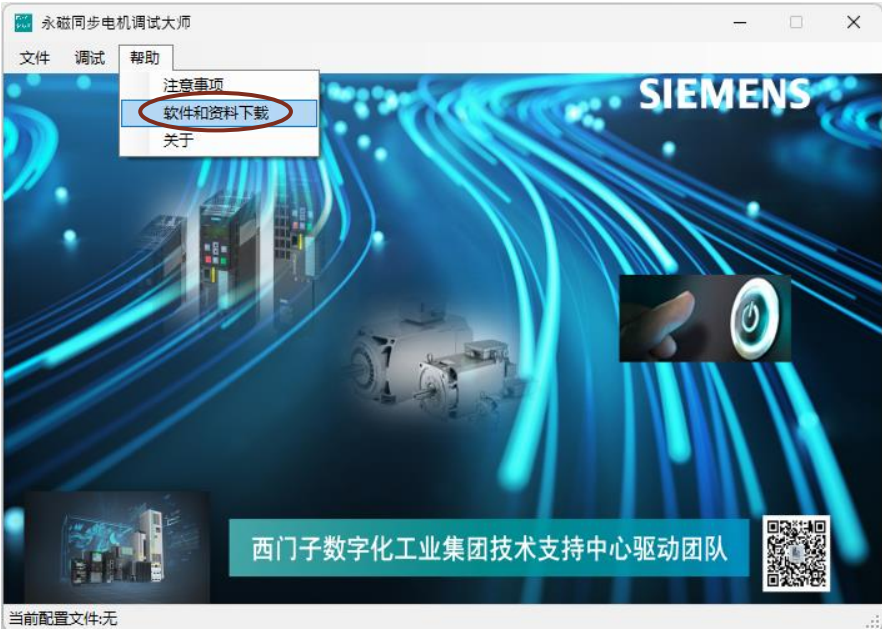 永磁同步电机调试大师
文件 调试 帮助
注意事项
软件和资料下载
关于
SIEMENS
西门子数字化工业集团技术支持中心驱动团队
当前配置文件:无